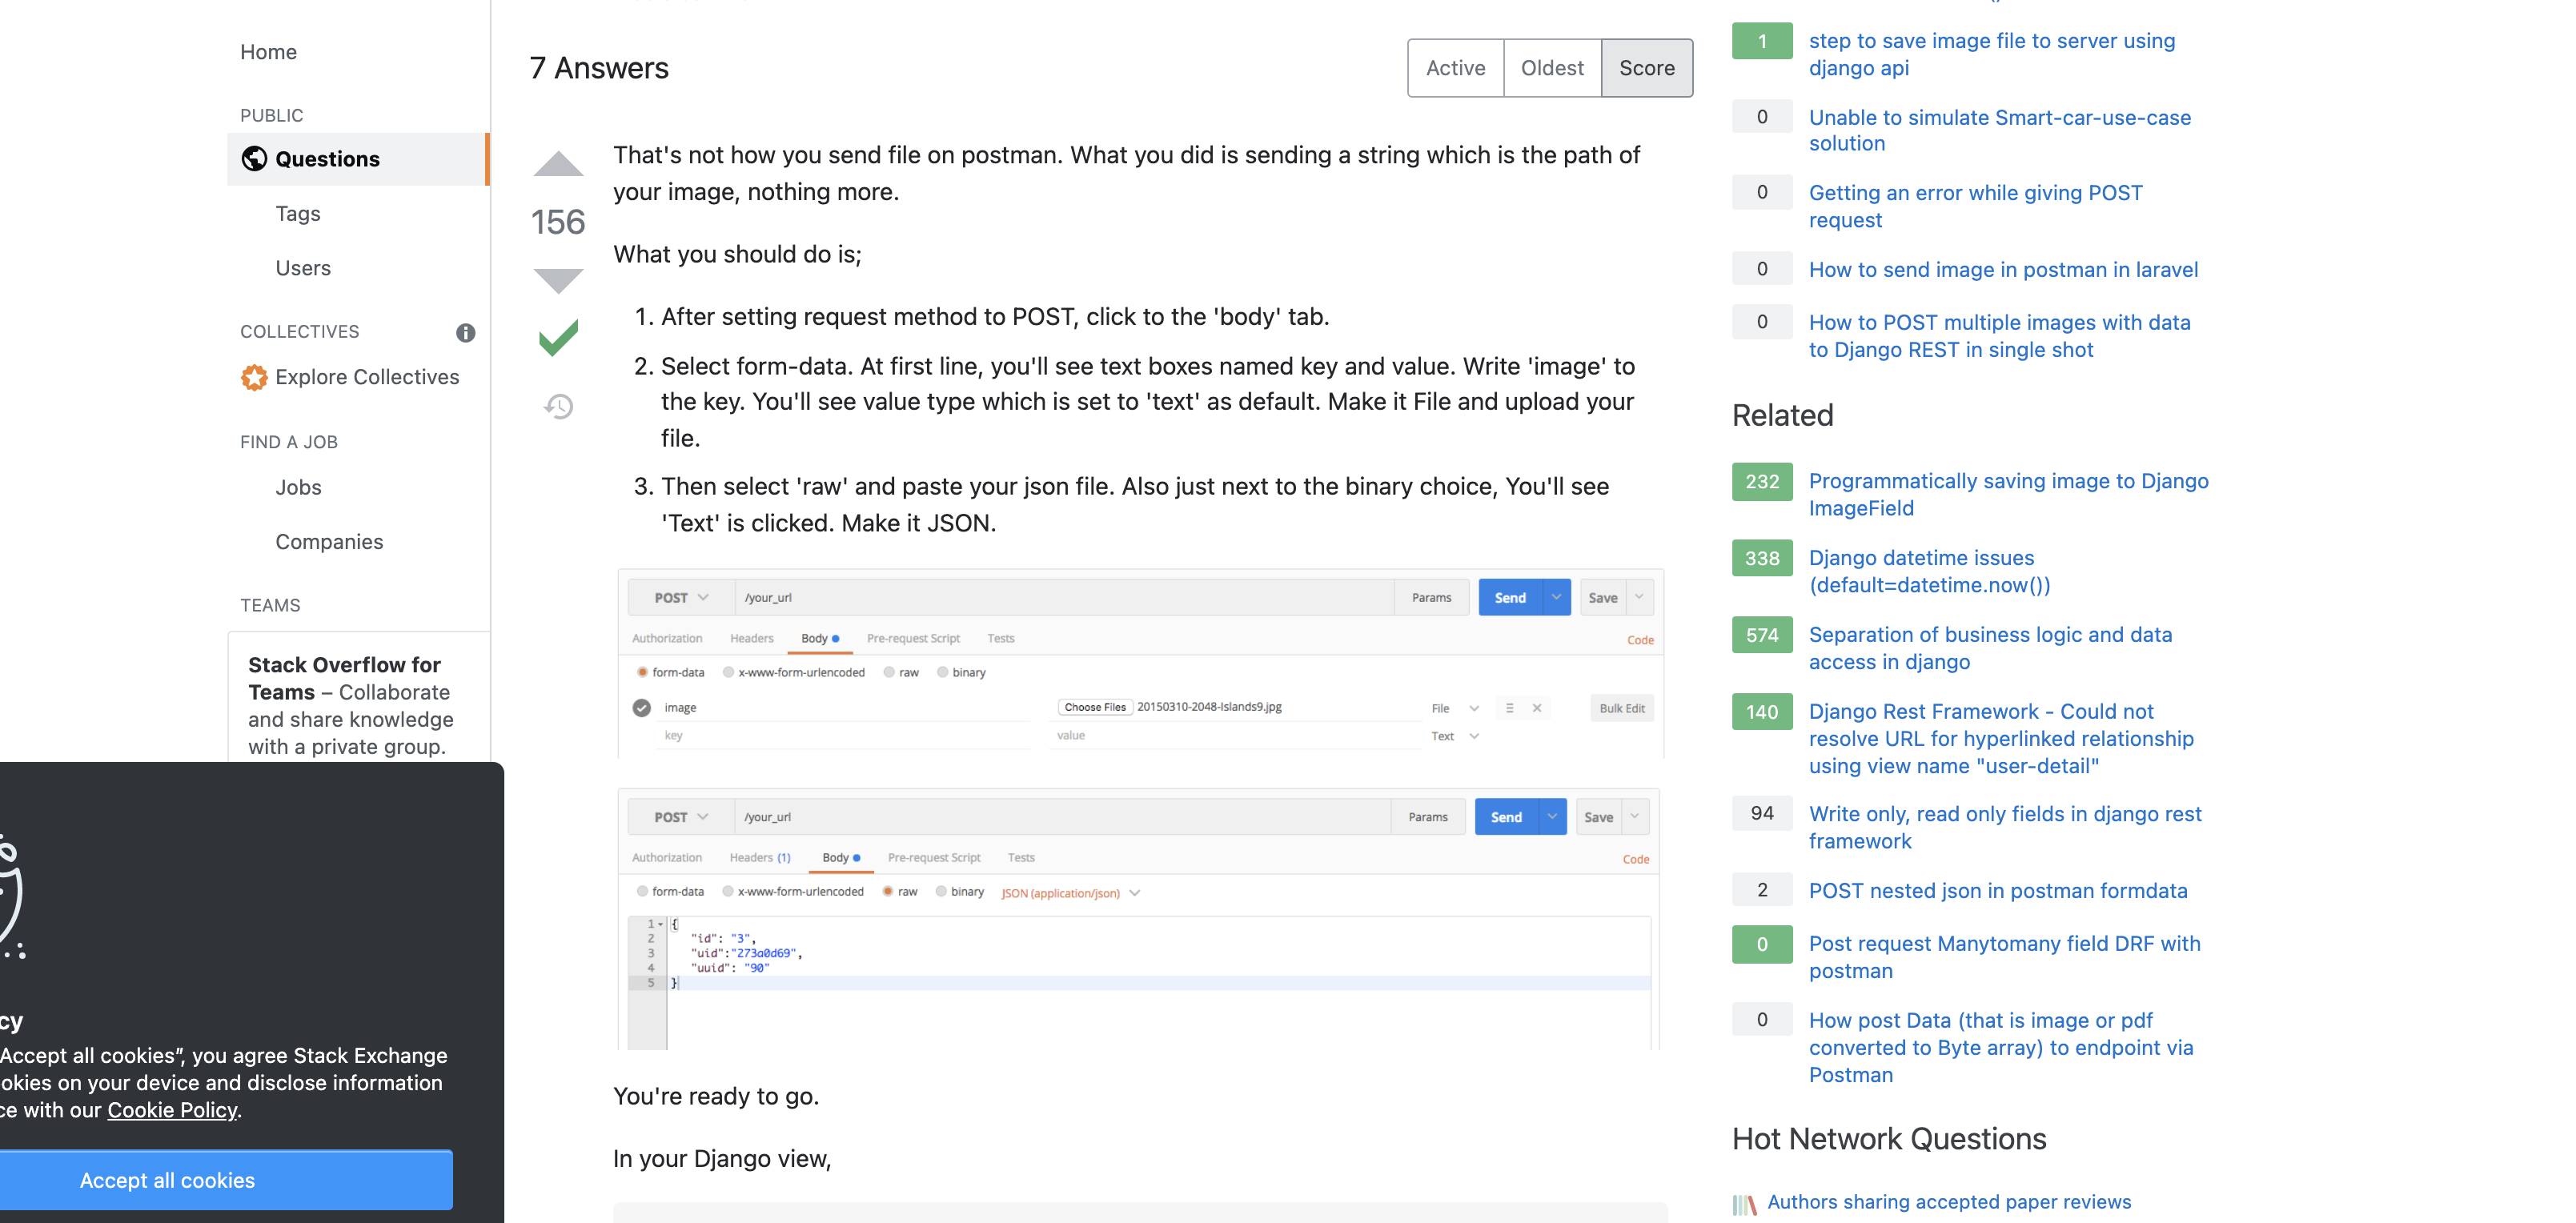 Home
PUBLIC
Questions
Tags
Users
COLLECTIVES
Explore Collectives
FIND A JOB
Jobs
Companies
TEAMS
Stack Overflow for
Teams – Collaborate
and share knowledge
with a private group.
cy
Accept all cookies”, you agree Stack Exchange
okies on your device and disclose information
ce with our Cookie Policy.
Accept all cookies
7 Answers
Active Oldest Score
156
That's not how you send file on postman. What you did is sending a string which is the path of
your image, nothing more.
What you should do is;
1. After setting request method to POST, click to the 'body' tab.
2. Select form-data. At first line, you'll see text boxes named key and value. Write 'image' to
the key. You'll see value type which is set to 'text' as default. Make it File and upload your
file.
3. Then select 'raw' and paste your json file. Also just next to the binary choice, You'll see
'Text' is clicked. Make it JSON.
POST /your_url Params Send Save
Authorization Headers Body Pre-request Script Tests Code
form-data x-www-form-urlencoded raw binary
image Choose Files 20150310-2048-Islands9.jpg File Bulk Edit
key value Text
POST /your_url Params Send Save
Authorization Headers (1) Body Pre-request Script Tests Code
form-data x-www-form-urlencoded raw binary JSON (application/json)
1 {
2 "id": "3",
3 "uid":"273a0d69",
4 "uuid": "90"
5 }
You're ready to go.
In your Django view,
1 step to save image file to server using
django api
0 Unable to simulate Smart-car-use-case
solution
0 Getting an error while giving POST
request
0 How to send image in postman in laravel
0 How to POST multiple images with data
to Django REST in single shot
Related
232 Programmatically saving image to Django
ImageField
338 Django datetime issues
(default=datetime.now())
574 Separation of business logic and data
access in django
140 Django Rest Framework - Could not
resolve URL for hyperlinked relationship
using view name "user-detail"
94 Write only, read only fields in django rest
framework
2 POST nested json in postman formdata
0 Post request Manytomany field DRF with
postman
0 How post Data (that is image or pdf
converted to Byte array) to endpoint via
Postman
Hot Network Questions
Authors sharing accepted paper reviews